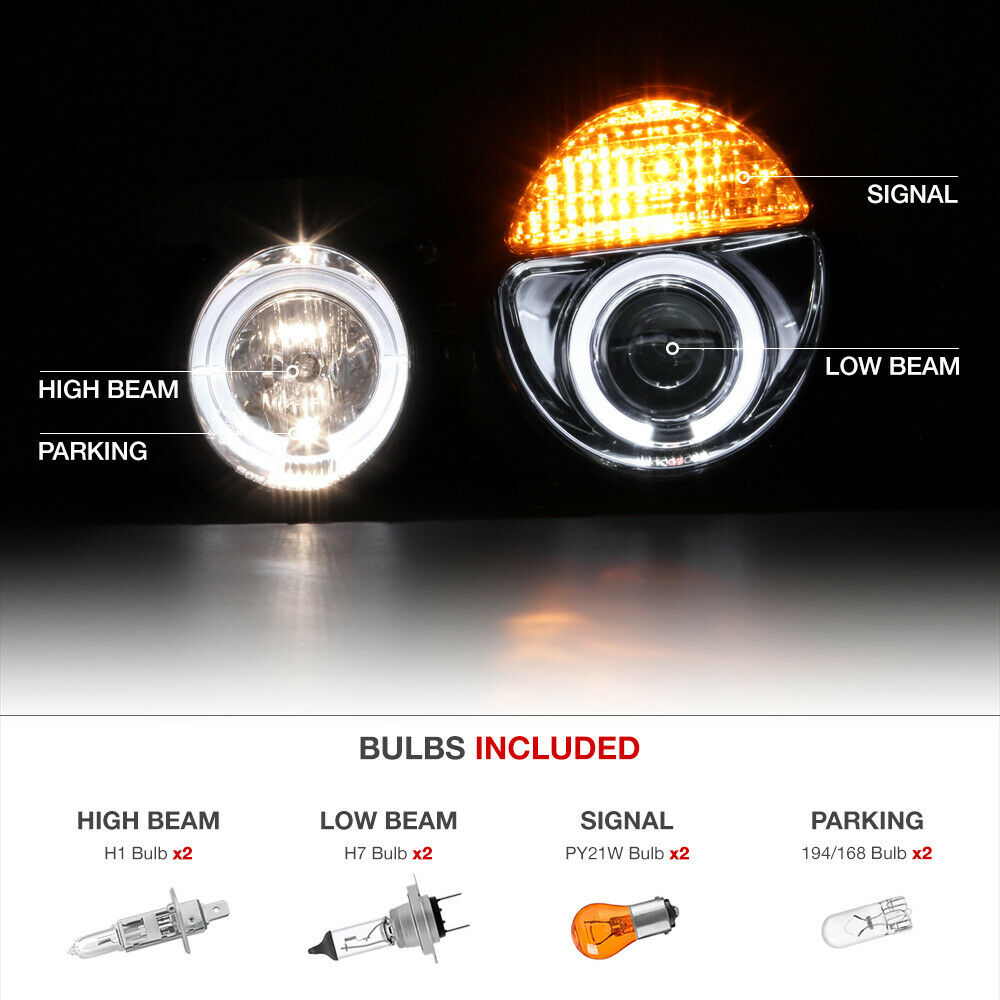 SIGNAL
LOW BEAM
HIGH BEAM
PARKING
BULBS INCLUDED
HIGH BEAM
H1 Bulb x2
LOW BEAM
H7 Bulb x2
SIGNAL
PY21W Bulb x2
PARKING
194/168 Bulb x2